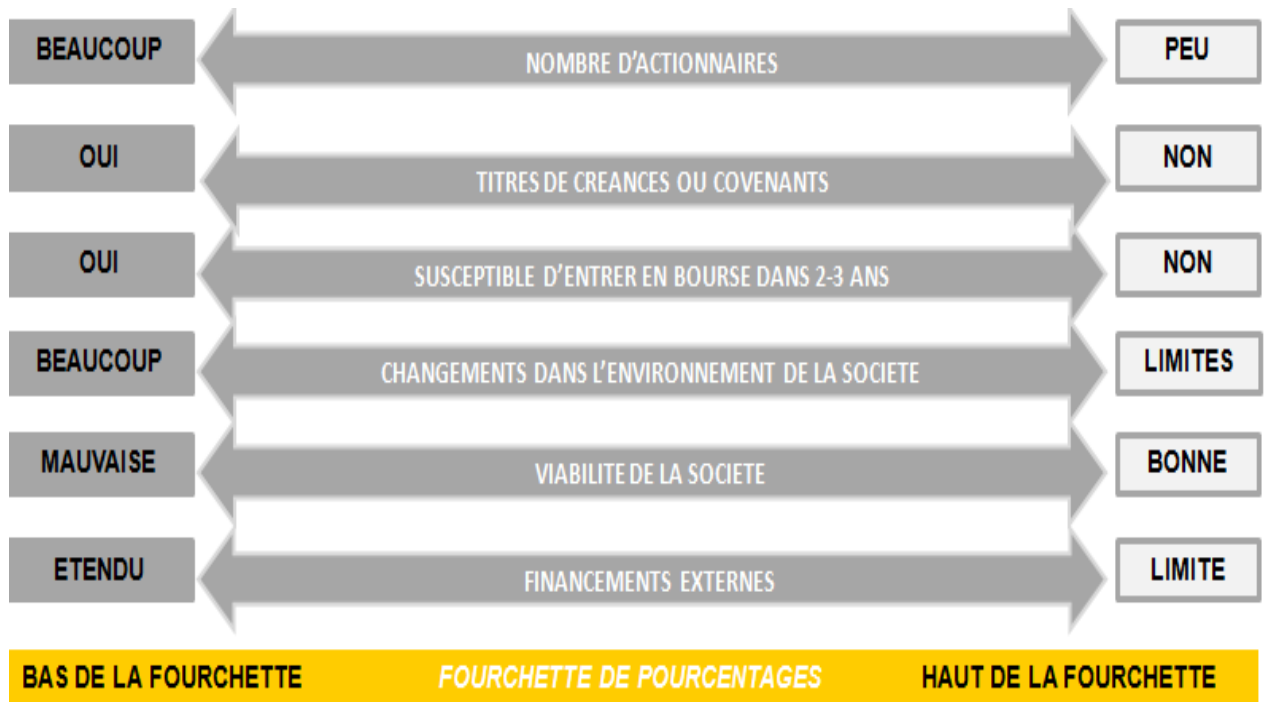 BEAUCOUP NOMBRE D'ACTIONNAIRES PEU
OUI TITRES DE CREANCES OU COVENANTS NON
OUI SUSCEPTIBLE D'ENTRER EN BOURSE DANS 2-3 ANS NON
BEAUCOUP CHANGEMENTS DANS L'ENVIRONNEMENT DE LA SOCIETE LIMITES
MAUVAISE VIABILITE DE LA SOCIETE BONNE
ETENDU FINANCEMENTS EXTERNES LIMITE
BAS DE LA FOURCHETTE FOURCHETTE DE POURCENTAGES HAUT DE LA FOURCHETTE